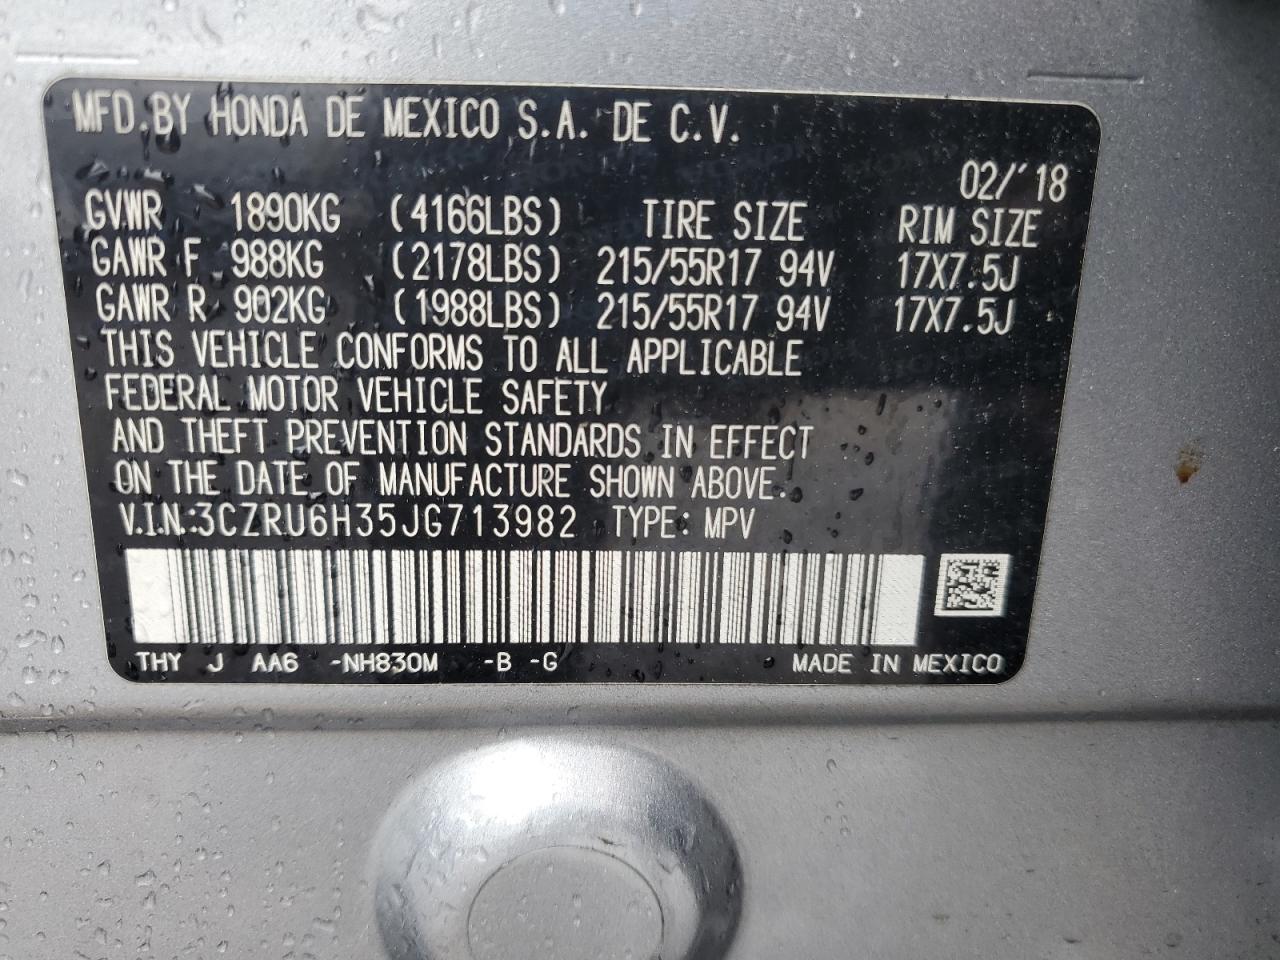 MFD.BY HONDA DE MEXICO S.A. DE C.V.
02/'18
GVWR 1890KG (4166LBS) TIRE SIZE RIM SIZE
GAWR F 988KG (2178LBS) 215/55R17 94V 17X7.5J
GAWR R 902KG (1988LBS) 215/55R17 94V 17X7.5J
THIS VEHICLE CONFORMS TO ALL APPLICABLE
FEDERAL MOTOR VEHICLE SAFETY
AND THEFT PREVENTION STANDARDS IN EFFECT
ON THE DATE OF MANUFACTURE SHOWN ABOVE.
V.I.N.:3CZRU6H35JG713982 TYPE: MPV
THY J AA6 -NH830M -B -G MADE IN MEXICO